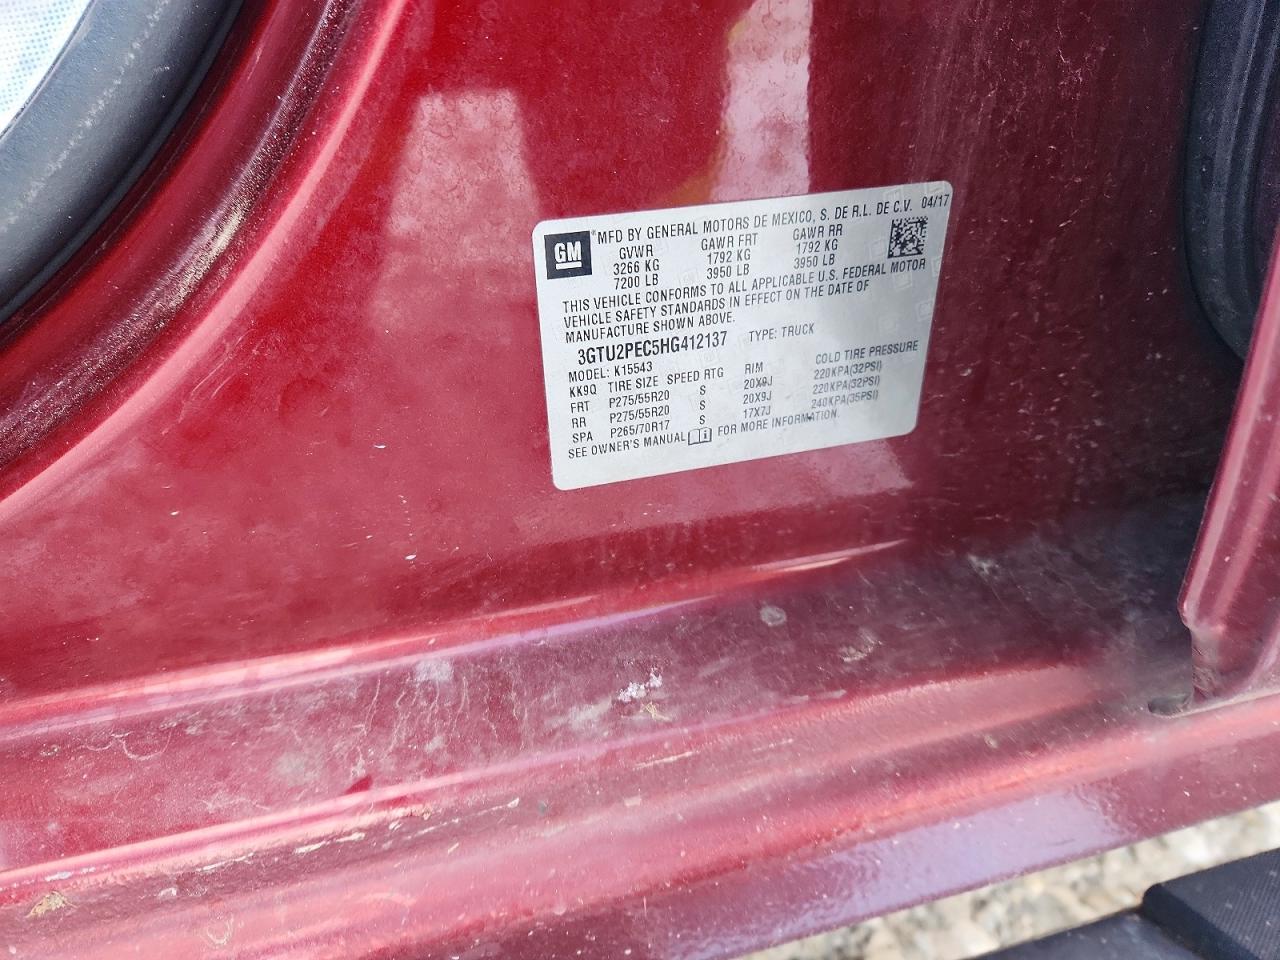 GM ® MFD BY GENERAL MOTORS DE MEXICO, S. DE R.L. DE C.V. 04/17
GVWR GAWR FRT GAWR RR
3266 KG 1792 KG 1792 KG
7200 LB 3950 LB 3950 LB
THIS VEHICLE CONFORMS TO ALL APPLICABLE U.S. FEDERAL MOTOR
VEHICLE SAFETY STANDARDS IN EFFECT ON THE DATE OF
MANUFACTURE SHOWN ABOVE.
3GTU2PEC5HG412137 TYPE: TRUCK
MODEL: K15543
KK9Q TIRE SIZE SPEED RTG RIM COLD TIRE PRESSURE
FRT P275/55R20 S 20X9J 220KPA(32PSI)
RR P275/55R20 S 20X9J 220KPA(32PSI)
SPA P265/70R17 S 17X7J 240KPA(35PSI)
SEE OWNER'S MANUAL FOR MORE INFORMATION.